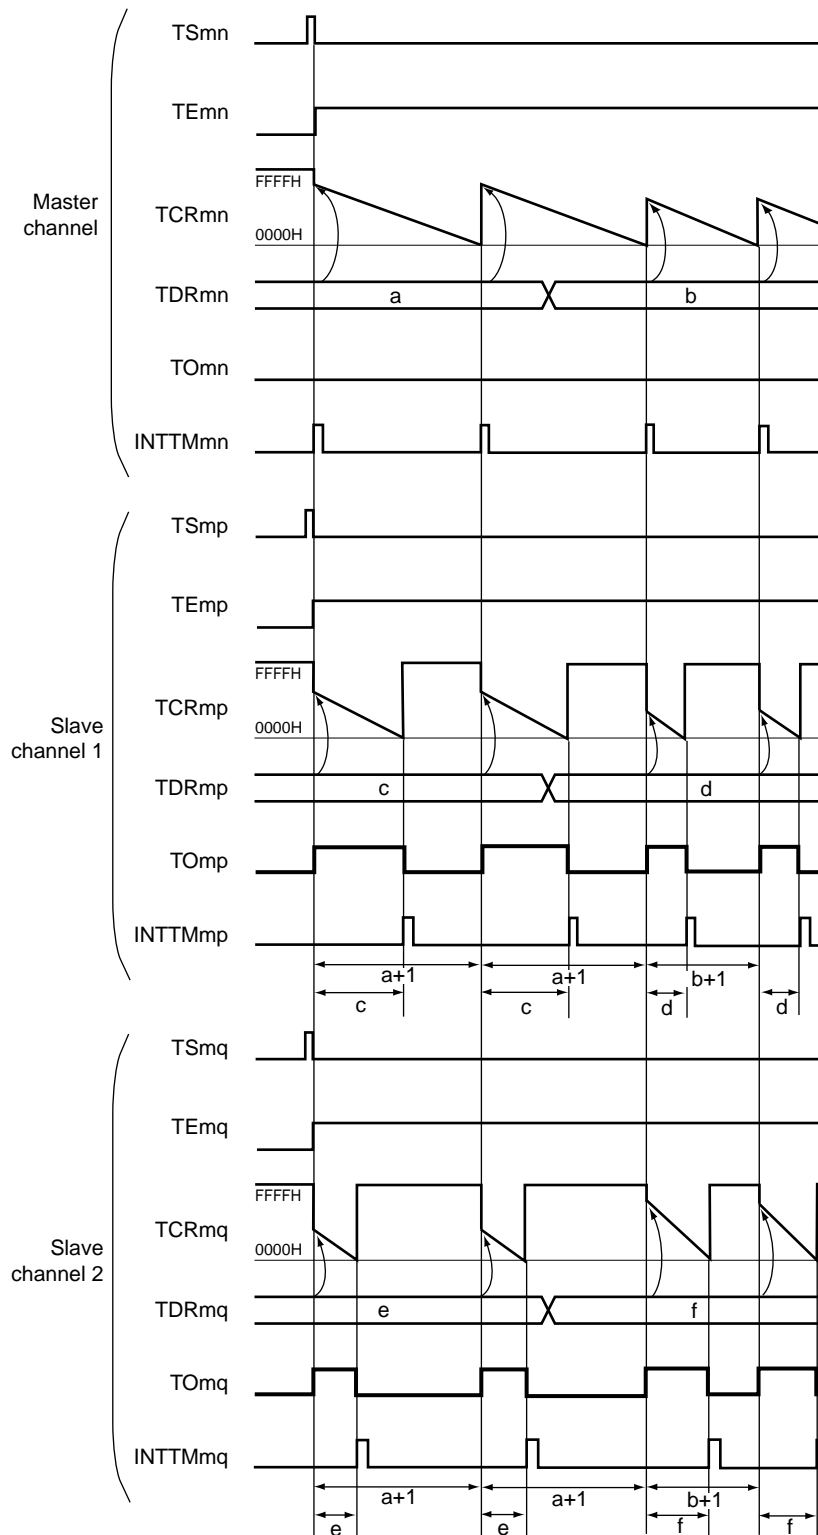 TSmn
TEmn
FFFFH
Master
channel
TCRmn
0000H
TDRmn
a
b
TOmn
INTTMmn
TSmp
TEmp
FFFFH
TCRmp
Slave
channel 1
0000H
TDRmp
c
d
TOmp
INTTMmp
a+1
a+1
b+1
c
c
d
d
TSmq
TEmq
FFFFH
TCRmq
Slave
channel 2
0000H
TDRmq
e
f
TOmq
INTTMmq
a+1
a+1
b+1
e
e
f
f